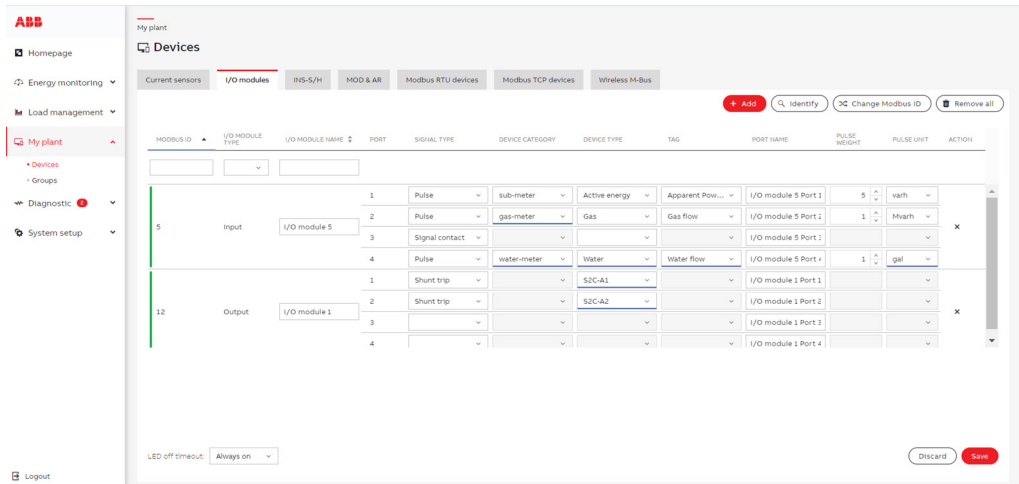 ABB
Homepage
Energy monitoring
Load management
My plant
Devices
Groups
Diagnostic 2
System setup
Logout
My plant
Devices
Current sensors I/O modules INS-S/H MOD & AR Modbus RTU devices Modbus TCP devices Wireless M-Bus
+ Add Identify Change Modbus ID Remove all
MODBUS ID I/O MODULE TYPE I/O MODULE NAME PORT SIGNAL TYPE DEVICE CATEGORY DEVICE TYPE TAG PORT NAME PULSE WEIGHT PULSE UNIT ACTION
5 Input I/O module 5
1 Pulse sub-meter Active energy Apparent Pow... I/O module 5 Port 1 5 varh
2 Pulse gas-meter Gas Gas flow I/O module 5 Port 1 Mvarh
3 Signal contact I/O module 5 Port
4 Pulse water-meter Water Water flow I/O module 5 Port 1 gal
x
12 Output I/O module 1
1 Shunt trip S2C-A1 I/O module 1 Port 1
2 Shunt trip S2C-A2 I/O module 1 Port 2
3 I/O module 1 Port 3
4 I/O module 1 Port 4
x
LED off timeout: Always on
Discard Save